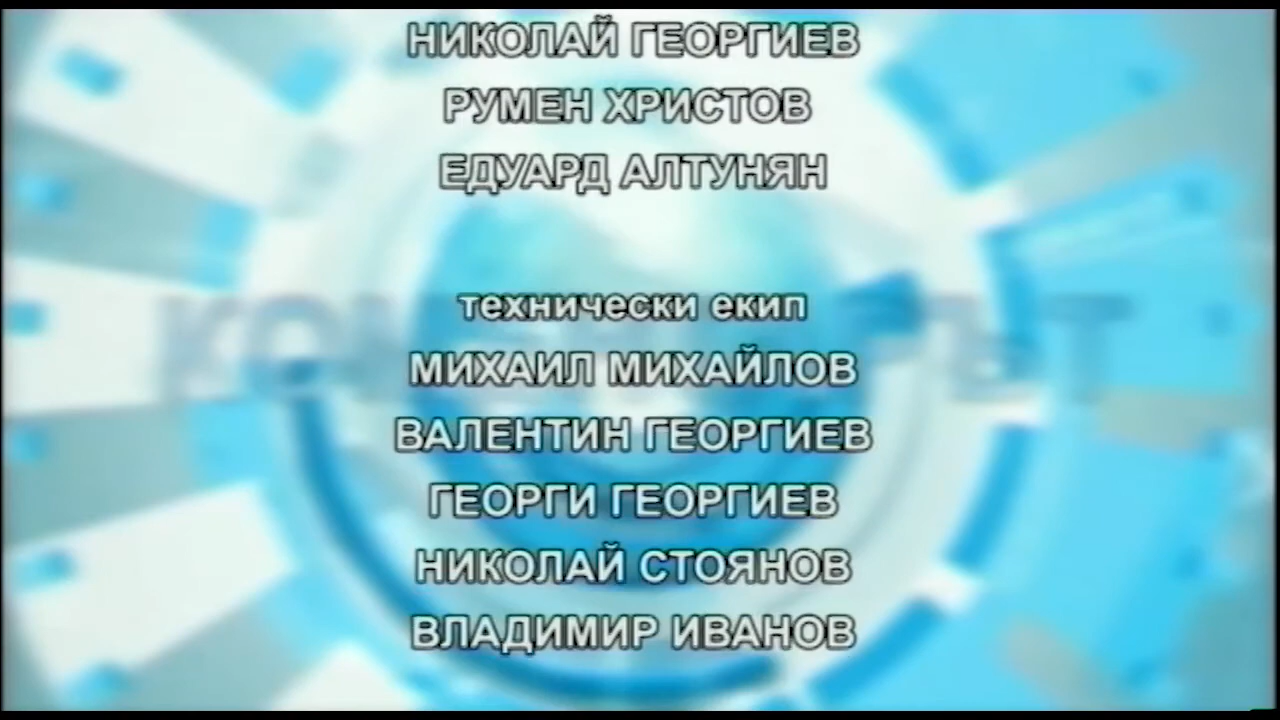 НИКОЛАЙ ГЕОРГИЕВ
РУМЕН ХРИСТОВ
ЕДУАРД АЛТУНЯН
технически екип
МИХАИЛ МИХАЙЛОВ
ВАЛЕНТИН ГЕОРГИЕВ
ГЕОРГИ ГЕОРГИЕВ
НИКОЛАЙ СТОЯНОВ
ВЛАДИМИР ИВАНОВ